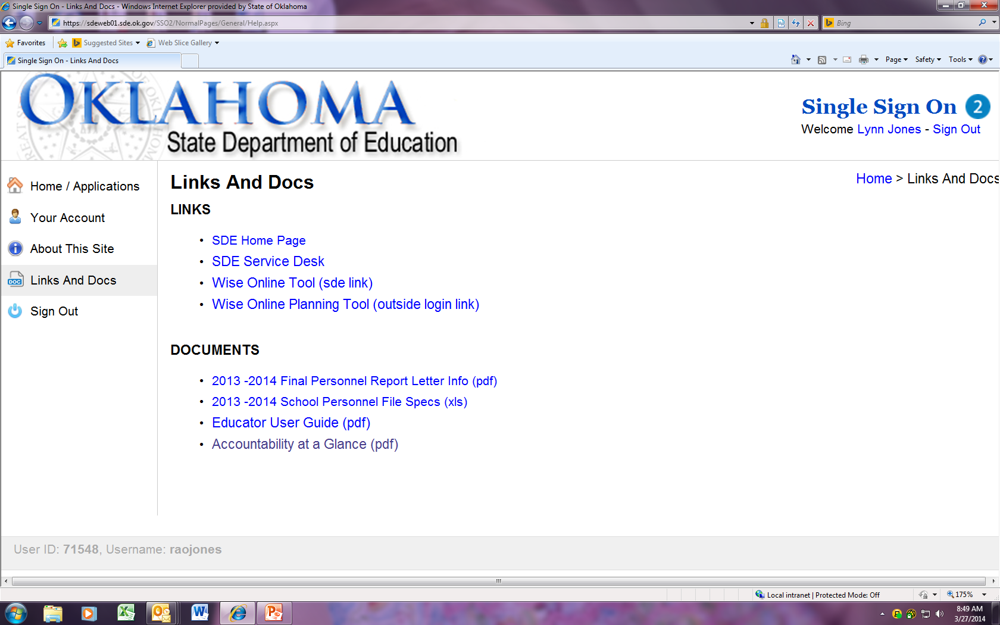 Single Sign On - Links And Docs - Windows Internet Explorer provided by State of Oklahoma
https://sdeweb01.sde.ok.gov/SSO2/NormalPages/General/Help.aspx
Bing
Favorites
Suggested Sites
Web Slice Gallery
Single Sign On - Links And Docs
Page
Safety
Tools
OKLAHOMA
State Department of Education
Single Sign On 2
Welcome Lynn Jones - Sign Out
Home / Applications
Your Account
About This Site
DOC
Links And Docs
Sign Out
Links And Docs
Home > Links And Docs
LINKS
• SDE Home Page
• SDE Service Desk
• Wise Online Tool (sde link)
• Wise Online Planning Tool (outside login link)
DOCUMENTS
• 2013 -2014 Final Personnel Report Letter Info (pdf)
• 2013 -2014 School Personnel File Specs (xls)
• Educator User Guide (pdf)
• Accountability at a Glance (pdf)
User ID: 71548, Username: raojones
Local intranet | Protected Mode: Off
175%
8:49 AM
3/27/2014